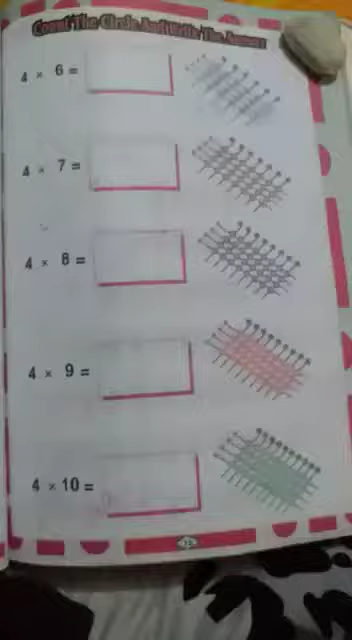 Count The Circle And Write The Answer
4 × 6 =
4 × 7 =
4 × 8 =
4 × 9 =
4 × 10 =